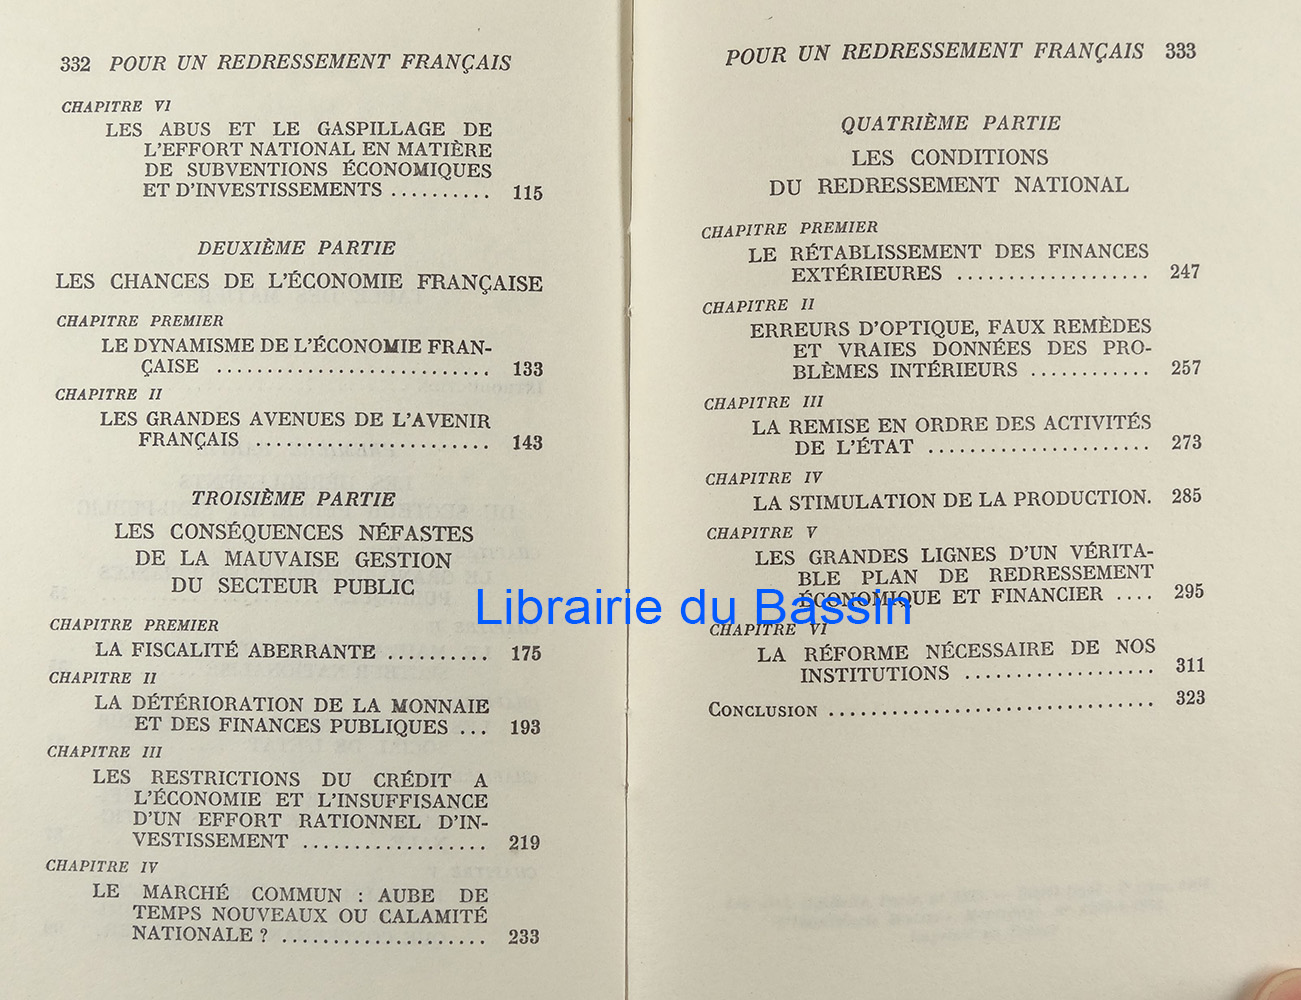 332 POUR UN REDRESSEMENT FRANÇAIS
CHAPITRE VI
LES ABUS ET LE GASPILLAGE DE
L'EFFORT NATIONAL EN MATIÈRE
DE SUBVENTIONS ÉCONOMIQUES
ET D'INVESTISSEMENTS .......... 115
DEUXIÈME PARTIE
LES CHANCES DE L'ÉCONOMIE FRANÇAISE
CHAPITRE PREMIER
LE DYNAMISME DE L'ÉCONOMIE FRAN-
ÇAISE .......................... 133
CHAPITRE II
LES GRANDES AVENUES DE L'AVENIR
FRANÇAIS ....................... 143
TROISIÈME PARTIE
LES CONSÉQUENCES NÉFASTES
DE LA MAUVAISE GESTION
DU SECTEUR PUBLIC
CHAPITRE PREMIER
LA FISCALITÉ ABERRANTE .......... 175
CHAPITRE II
LA DÉTÉRIORATION DE LA MONNAIE
ET DES FINANCES PUBLIQUES ... 193
CHAPITRE III
LES RESTRICTIONS DU CRÉDIT A
L'ÉCONOMIE ET L'INSUFFISANCE
D'UN EFFORT RATIONNEL D'IN-
VESTISSEMENT .................. 219
CHAPITRE IV
LE MARCHÉ COMMUN : AUBE DE
TEMPS NOUVEAUX OU CALAMITÉ
NATIONALE ? .................... 233
POUR UN REDRESSEMENT FRANÇAIS 333
QUATRIÈME PARTIE
LES CONDITIONS
DU REDRESSEMENT NATIONAL
CHAPITRE PREMIER
LE RÉTABLISSEMENT DES FINANCES
EXTÉRIEURES ................... 247
CHAPITRE II
ERREURS D'OPTIQUE, FAUX REMÈDES
ET VRAIES DONNÉES DES PRO-
BLÈMES INTÉRIEURS ............ 257
CHAPITRE III
LA REMISE EN ORDRE DES ACTIVITÉS
DE L'ÉTAT ...................... 273
CHAPITRE IV
LA STIMULATION DE LA PRODUCTION. 285
CHAPITRE V
LES GRANDES LIGNES D'UN VÉRITA-
BLE PLAN DE REDRESSEMENT
ÉCONOMIQUE ET FINANCIER .... 295
Librairie du Bassin
CHAPITRE VI
LA RÉFORME NÉCESSAIRE DE NOS
INSTITUTIONS ................... 311
CONCLUSION ................................ 323